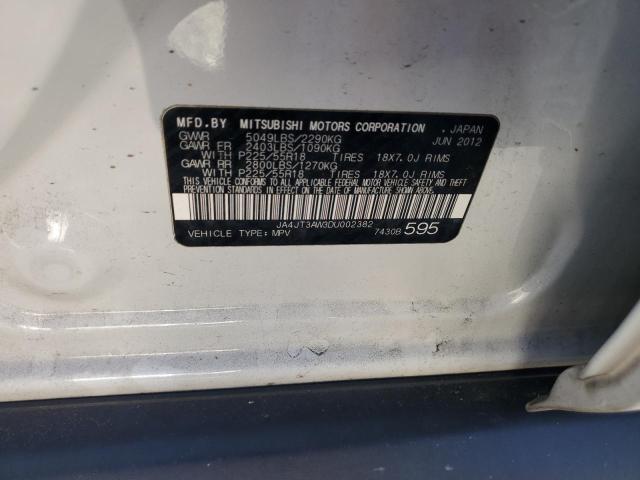 MFD. BY MITSUBISHI MOTORS CORPORATION , JAPAN
GVWR 5049LBS/2290KG JUN 2012
GAWR FR 2403LBS/1090KG
WITH P225/55R18 TIRES 18X7.0J RIMS
GAWR RR 2800LBS/1270KG
WITH P225/55R18 TIRES 18X7.0J RIMS
THIS VEHICLE CONFORMS TO ALL APPLICABLE FEDERAL MOTOR VEHICLE SAFETY AND THEFT
PREVENTION STANDARDS IN EFFECT ON THE DATE OF MANUFACTURE SHOWN ABOVE.
JA4JT3AW3DU002382
VEHICLE TYPE: MPV 7430B 595